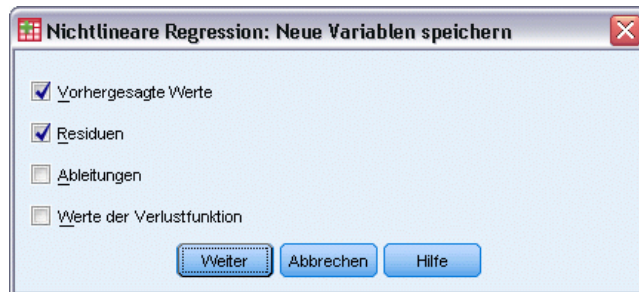 Nichtlineare Regression: Neue Variablen speichern
Vorhergesagte Werte
Residuen
Ableitungen
Werte der Verlustfunktion
Weiter Abbrechen Hilfe